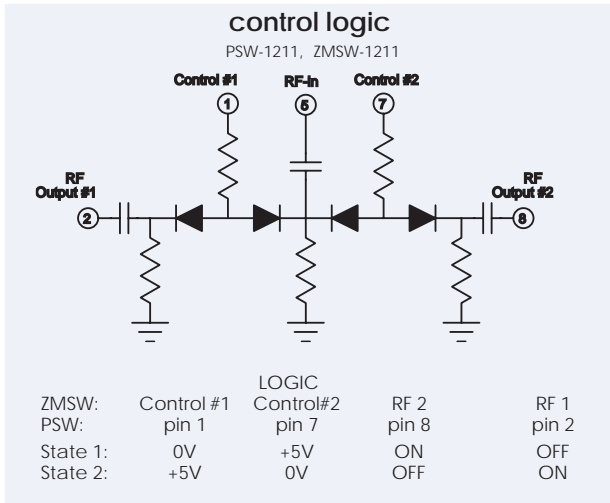 control logic
PSW-1211, ZMSW-1211
Control #1 RF-in Control #2
1 5 7
RF
Output #1
RF
Output #2
2 8
LOGIC
ZMSW: Control #1 Control#2 RF 2 RF 1
PSW: pin 1 pin 7 pin 8 pin 2
State 1: 0V +5V ON OFF
State 2: +5V 0V OFF ON